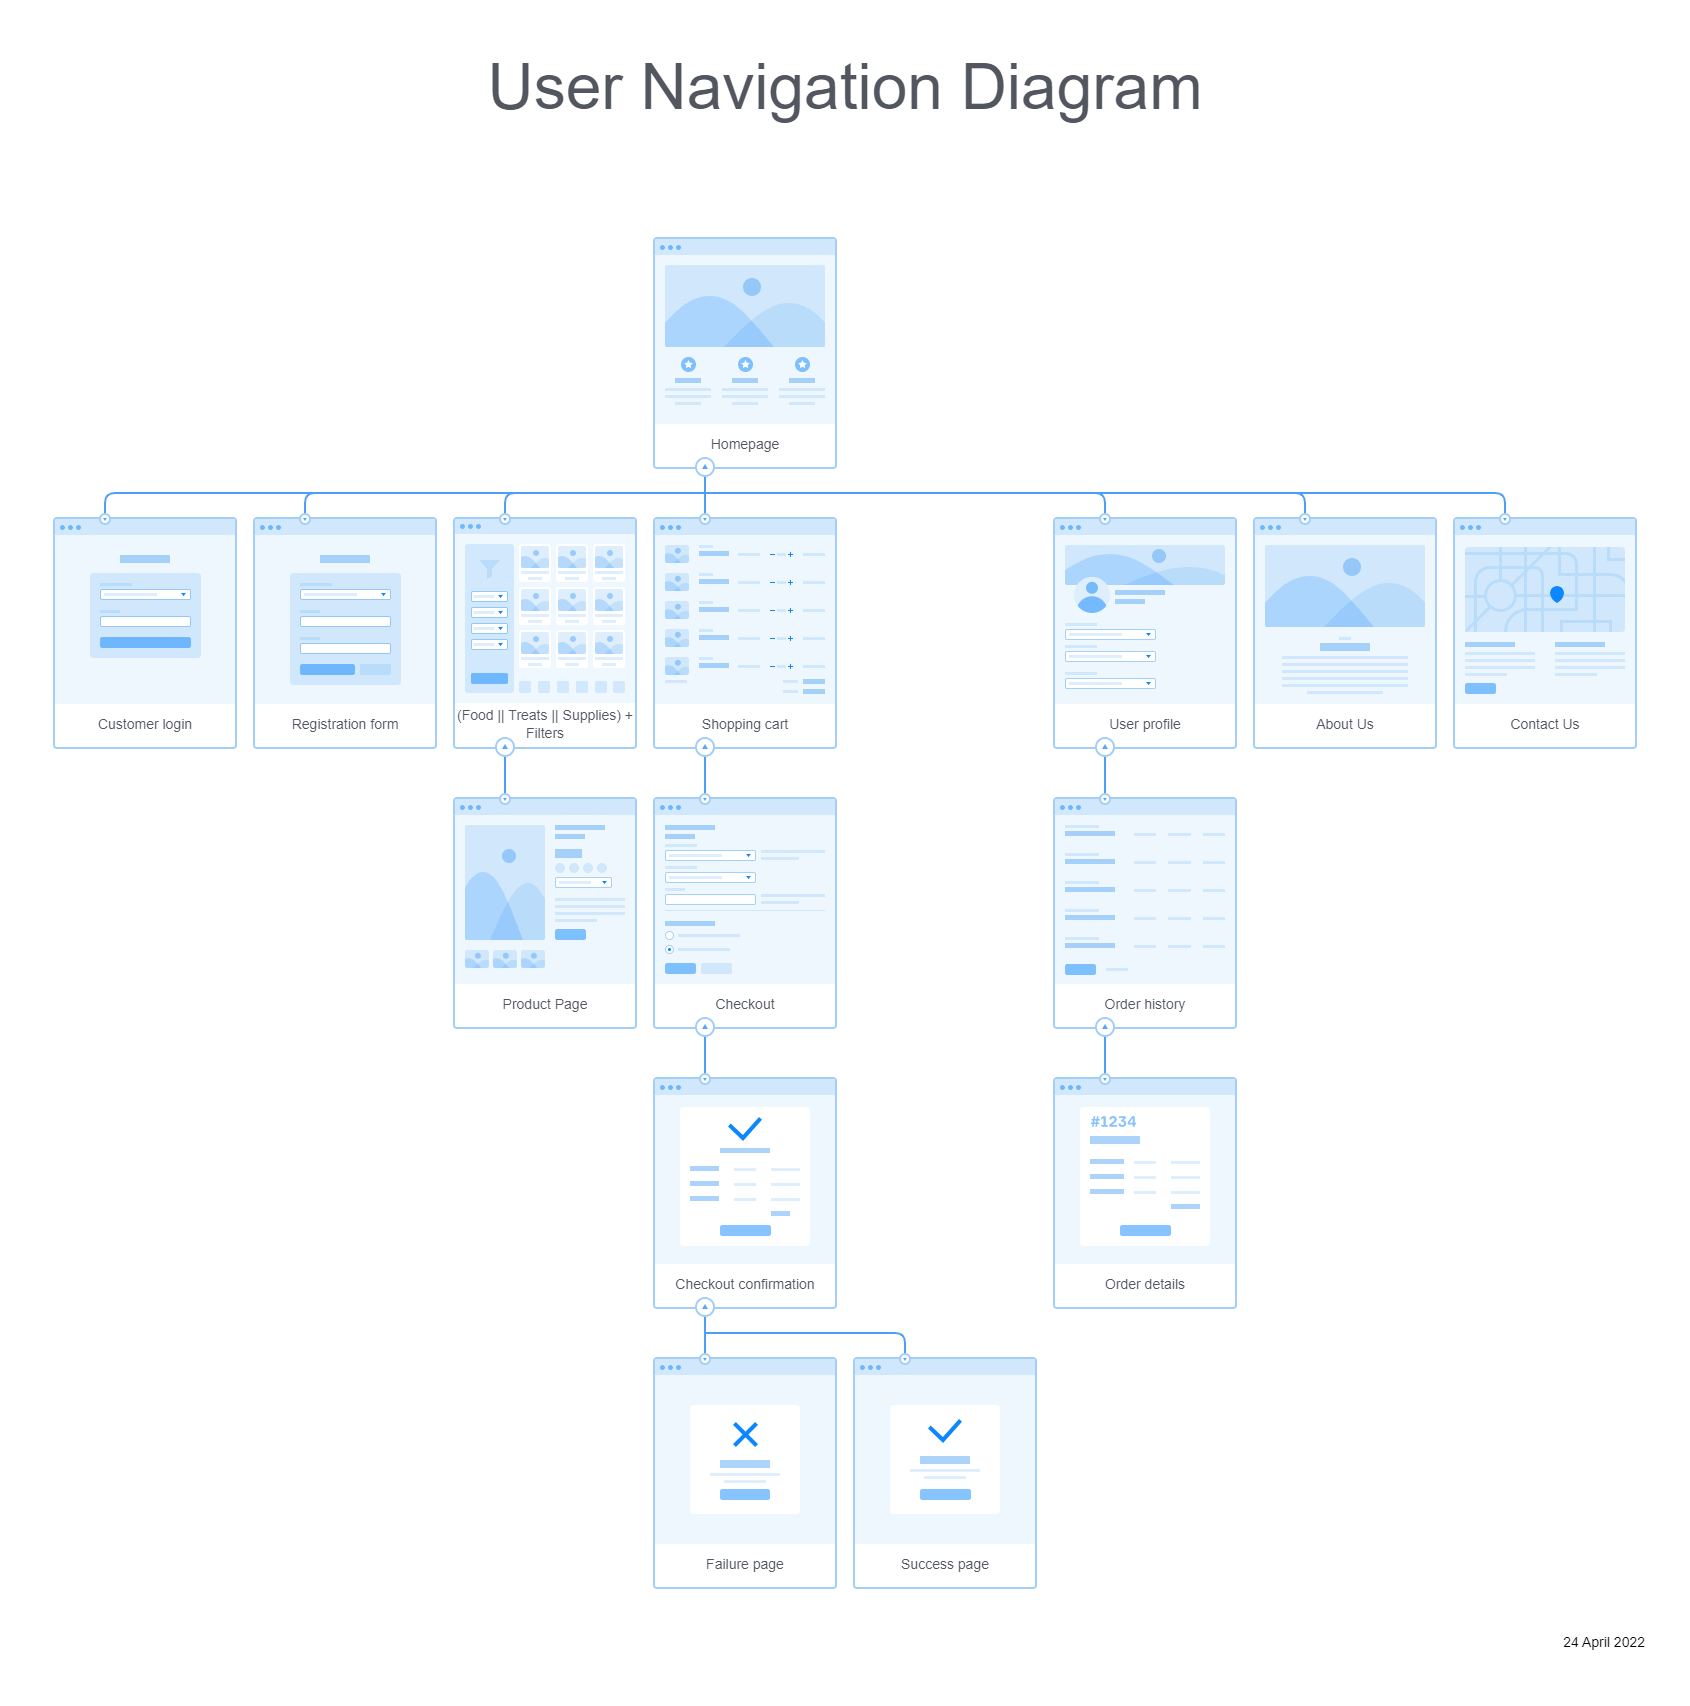 User Navigation Diagram
Homepage
Customer login
Registration form
(Food || Treats || Supplies) +
Filters
Shopping cart
User profile
About Us
Contact Us
Product Page
Checkout
Order history
#1234
Checkout confirmation
Order details
Failure page
Success page
24 April 2022